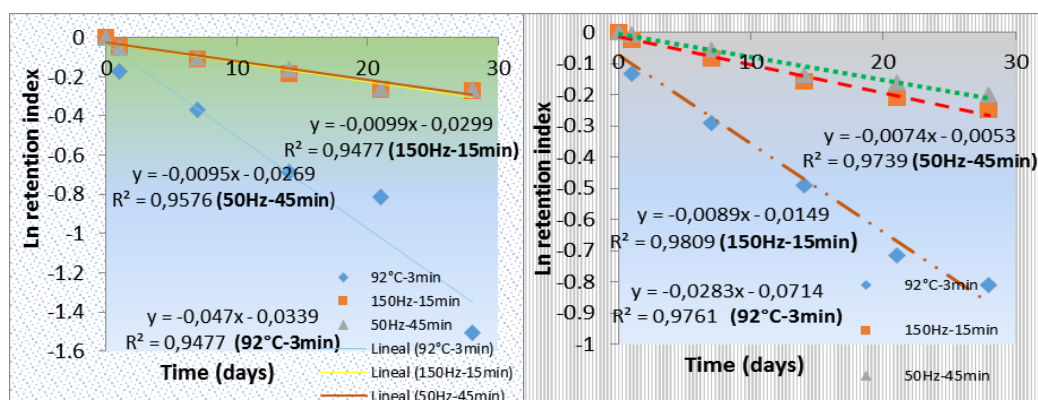 Ln retention index
0
-0.2
-0.4
-0.6
-0.8
-1
-1.2
-1.4
-1.6
0
10
20
30
y = -0,0099x - 0,0299
R² = 0,9477 (150Hz-15min)
y = -0,0095x - 0,0269
R² = 0,9576 (50Hz-45min)
y = -0,047x - 0,0339
R² = 0,9477 (92°C-3min)
92°C-3min
150Hz-15min
50Hz-45min
Lineal (92°C-3min)
Lineal (150Hz-15min)
Lineal (50Hz-45min)
Time (days)
Ln retention index
0
-0.1
-0.2
-0.3
-0.4
-0.5
-0.6
-0.7
-0.8
-0.9
-1
0
10
20
30
y = -0,0074x - 0,0053
R² = 0,9739 (50Hz-45min)
y = -0,0089x - 0,0149
R² = 0,9809 (150Hz-15min)
y = -0,0283x - 0,0714
R² = 0,9761 (92°C-3min)
92°C-3min
150Hz-15min
50Hz-45min
Time (days)